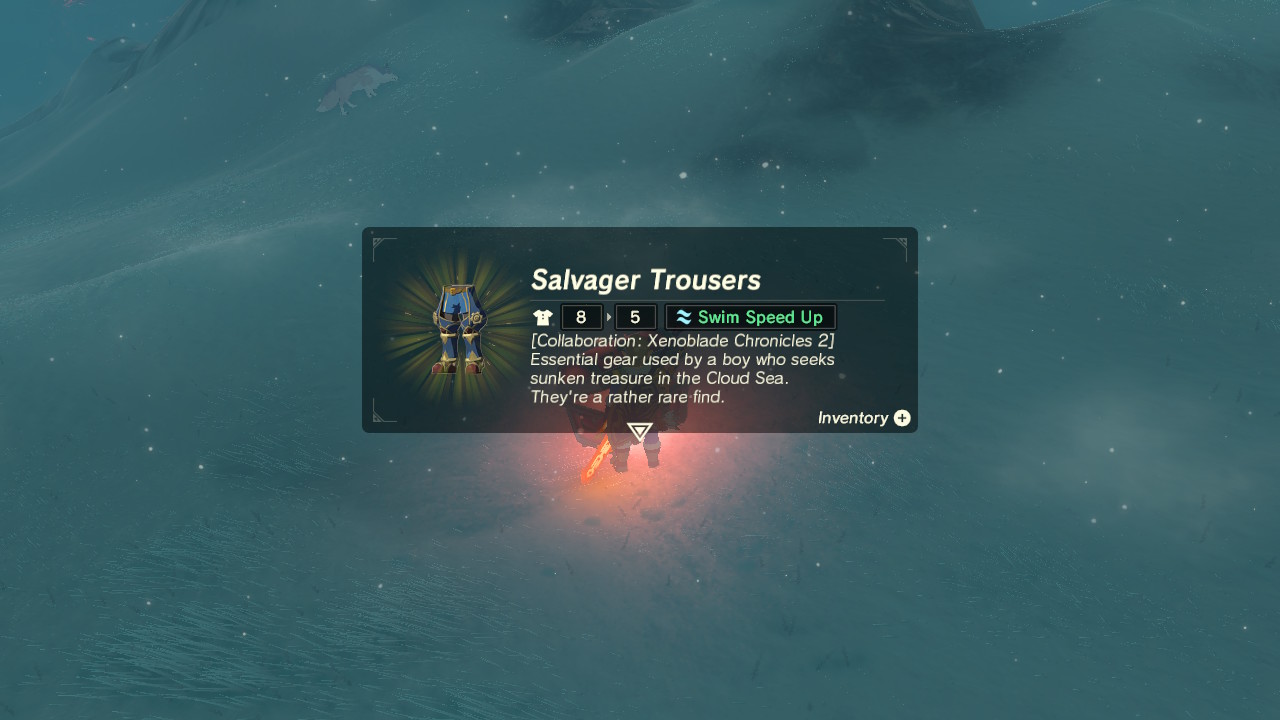 Salvager Trousers
8 5 Swim Speed Up
[Collaboration: Xenoblade Chronicles 2]
Essential gear used by a boy who seeks
sunken treasure in the Cloud Sea.
They're a rather rare find.
Inventory